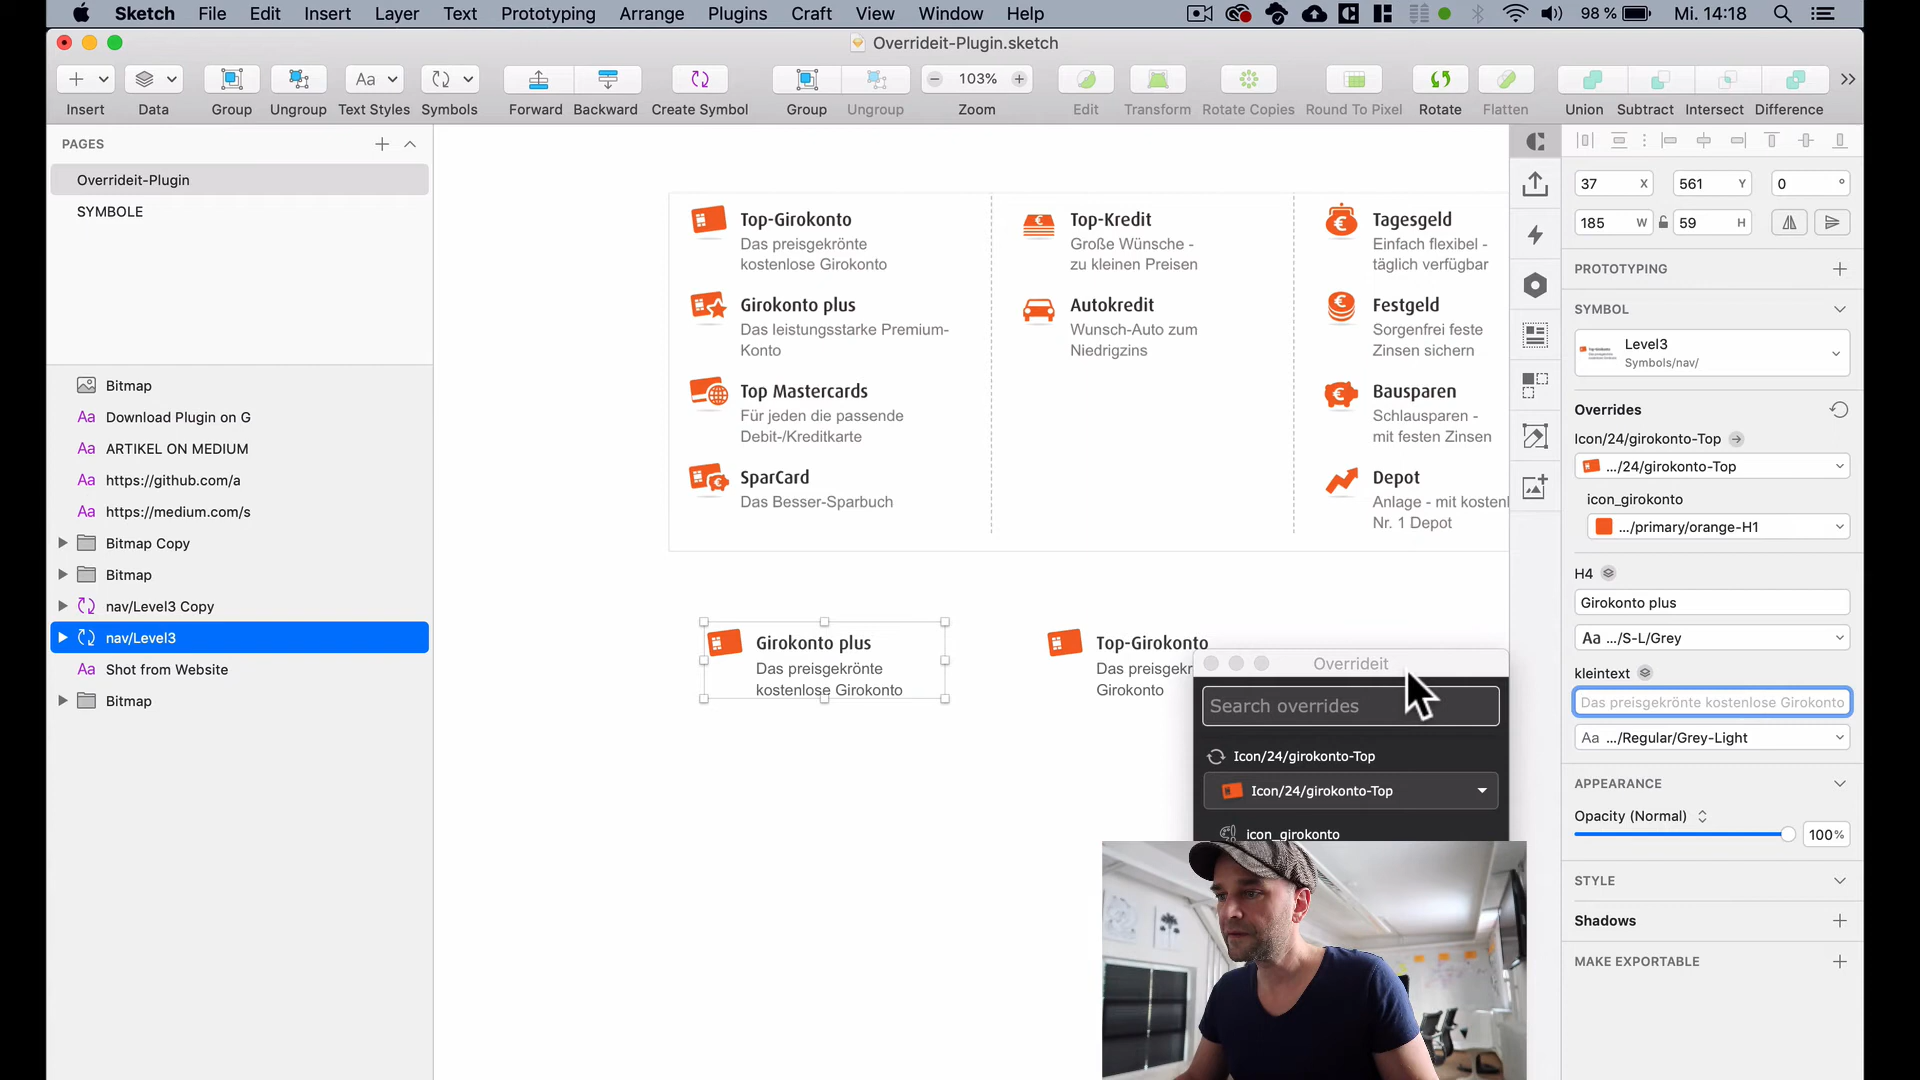 Sketch File Edit Insert Layer Text Prototyping Arrange Plugins Craft View Window Help 98 % Mi. 14:18
Overrideit-Plugin.sketch
103%
Insert Data Group Ungroup Text Styles Symbols Forward Backward Create Symbol Group Ungroup Zoom Edit Transform Rotate Copies Round To Pixel Rotate Flatten Union Subtract Intersect Difference
PAGES
Overrideit-Plugin
SYMBOLE
Bitmap
Aa Download Plugin on G
Aa ARTIKEL ON MEDIUM
Aa https://github.com/a
Aa https://medium.com/s
Bitmap Copy
Bitmap
nav/Level3 Copy
nav/Level3
Aa Shot from Website
Bitmap
Top-Girokonto
Das preisgekrönte
kostenlose Girokonto
Girokonto plus
Das leistungsstarke Premium-
Konto
Top Mastercards
Für jeden die passende
Debit-/Kreditkarte
SparCard
Das Besser-Sparbuch
Top-Kredit
Große Wünsche -
zu kleinen Preisen
Autokredit
Wunsch-Auto zum
Niedrigzins
Tagesgeld
Einfach flexibel -
täglich verfügbar
Festgeld
Sorgenfrei feste
Zinsen sichern
Bausparen
Schlausparen -
mit festen Zinsen
Depot
Anlage - mit kostenl
Nr. 1 Depot
Girokonto plus
Das preisgekrönte
kostenlose Girokonto
Top-Girokonto
Das preisgekr
Girokonto
Overrideit
Search overrides
Icon/24/girokonto-Top
Icon/24/girokonto-Top
icon_girokonto
37 X 561 Y 0 °
185 W 59 H
PROTOTYPING
SYMBOL
Level3
Symbols/nav/
Overrides
Icon/24/girokonto-Top
.../24/girokonto-Top
icon_girokonto
.../primary/orange-H1
H4
Girokonto plus
Aa .../S-L/Grey
kleintext
Das preisgekrönte kostenlose Girokonto
Aa .../Regular/Grey-Light
APPEARANCE
Opacity (Normal)
100%
STYLE
Shadows
MAKE EXPORTABLE